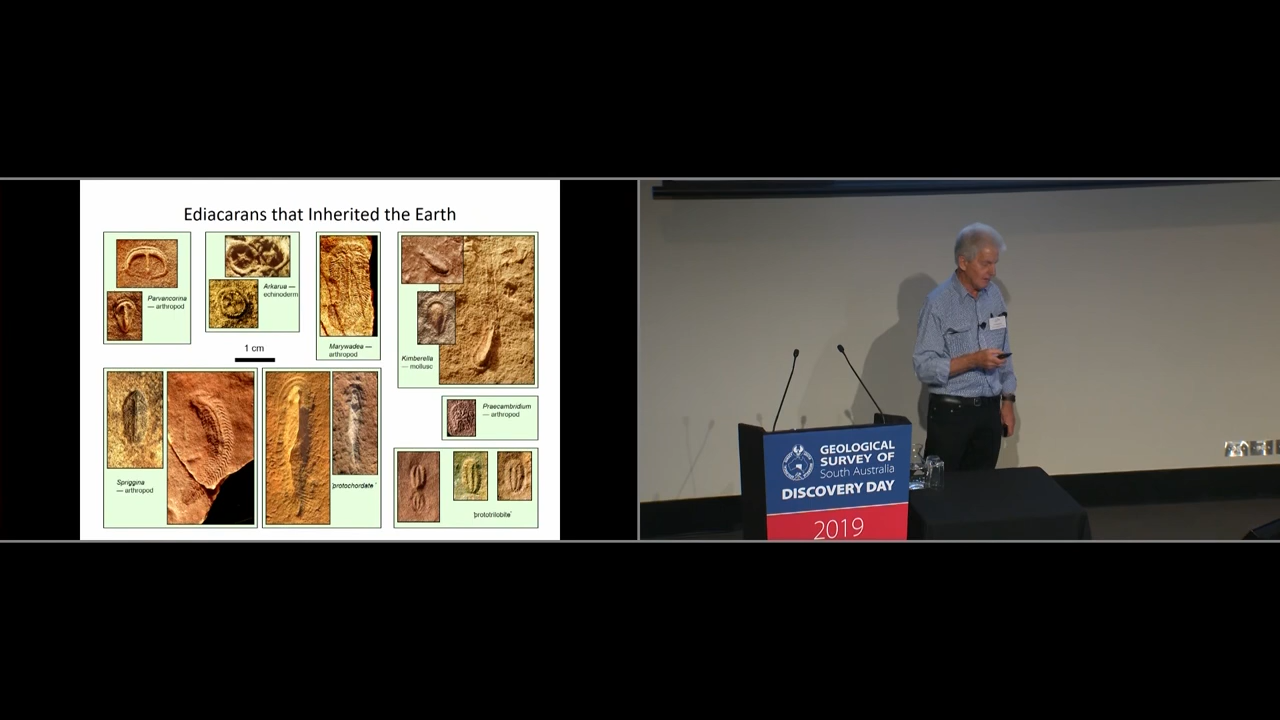 Ediacarans that Inherited the Earth
Parvancorina
— arthropod
Arkarua —
echinoderm
1 cm
Marywadea —
arthropod
Kimberella
— mollusc
Praecambridium
— arthropod
Spriggina
— arthropod
'protochordate'
'prototrilobite'
GEOLOGICAL
SURVEY OF
South Australia
DISCOVERY DAY
2019